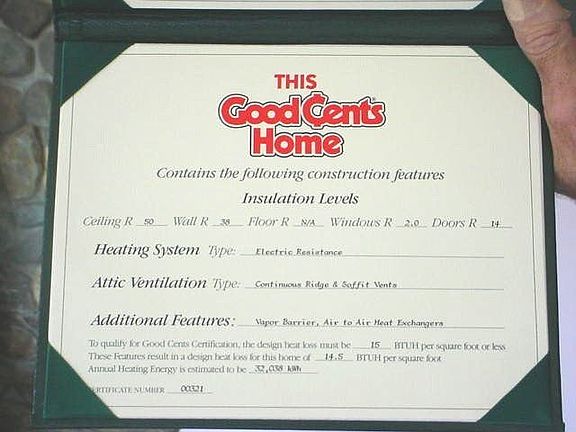 THIS
Good Cents®
Home
Contains the following construction features
Insulation Levels
Ceiling R 50 Wall R 38 Floor R N/A Windows R 2.0 Doors R 14
Heating System Type: Electric Resistance
Attic Ventilation Type: Continuous Ridge & Soffit Vents
Additional Features: Vapor Barrier, Air to Air Heat Exchangers
To qualify for Good Cents Certification, the design heat loss must be 15 BTUH per square foot or less
These Features result in a design heat loss for this home of 14.5 BTUH per square foot
Annual Heating Energy is estimated to be 32,038 kWh
ERTIFICATE NUMBER 00321